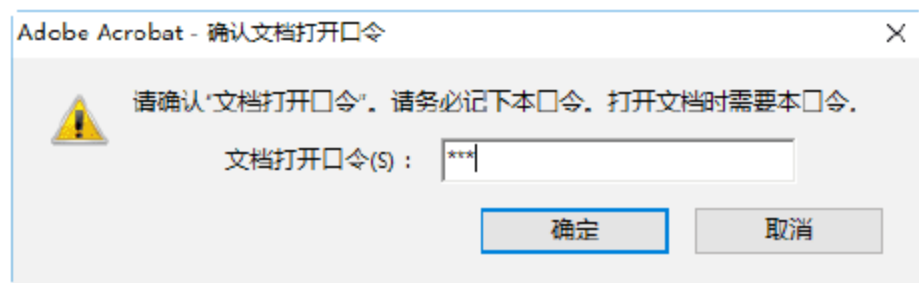 Adobe Acrobat - 确认文档打开口令
请确认“文档打开口令”。请务必记下本口令。打开文档时需要本口令。
文档打开口令(S)： ***
确定 取消